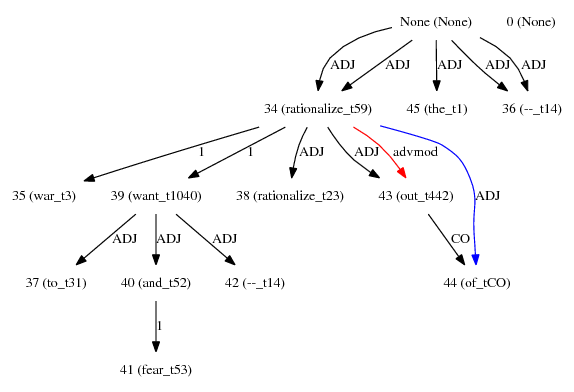 None (None) 0 (None)
ADJ ADJ ADJ ADJ ADJ
34 (rationalize_t59) 45 (the_t1) 36 (--_t14)
1 1 ADJ ADJ advmod
35 (war_t3) 39 (want_t1040) 38 (rationalize_t23) 43 (out_t442) ADJ
ADJ ADJ ADJ CO
37 (to_t31) 40 (and_t52) 42 (--_t14) 44 (of_tCO)
1
41 (fear_t53)